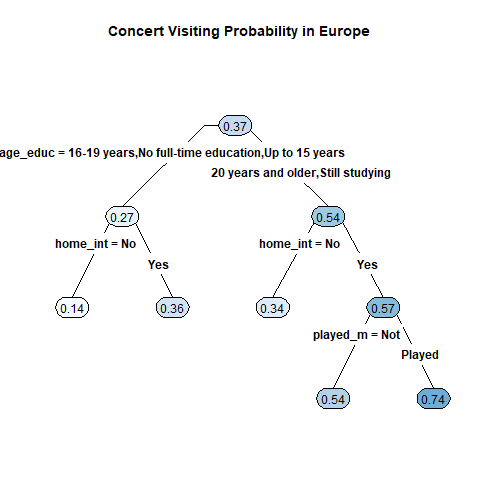 Concert Visiting Probability in Europe
0.37
age_educ = 16-19 years,No full-time education,Up to 15 years
20 years and older,Still studying
0.27
0.54
home_int = No
home_int = No
Yes
Yes
0.14
0.36
0.34
0.57
played_m = Not
Played
0.54
0.74